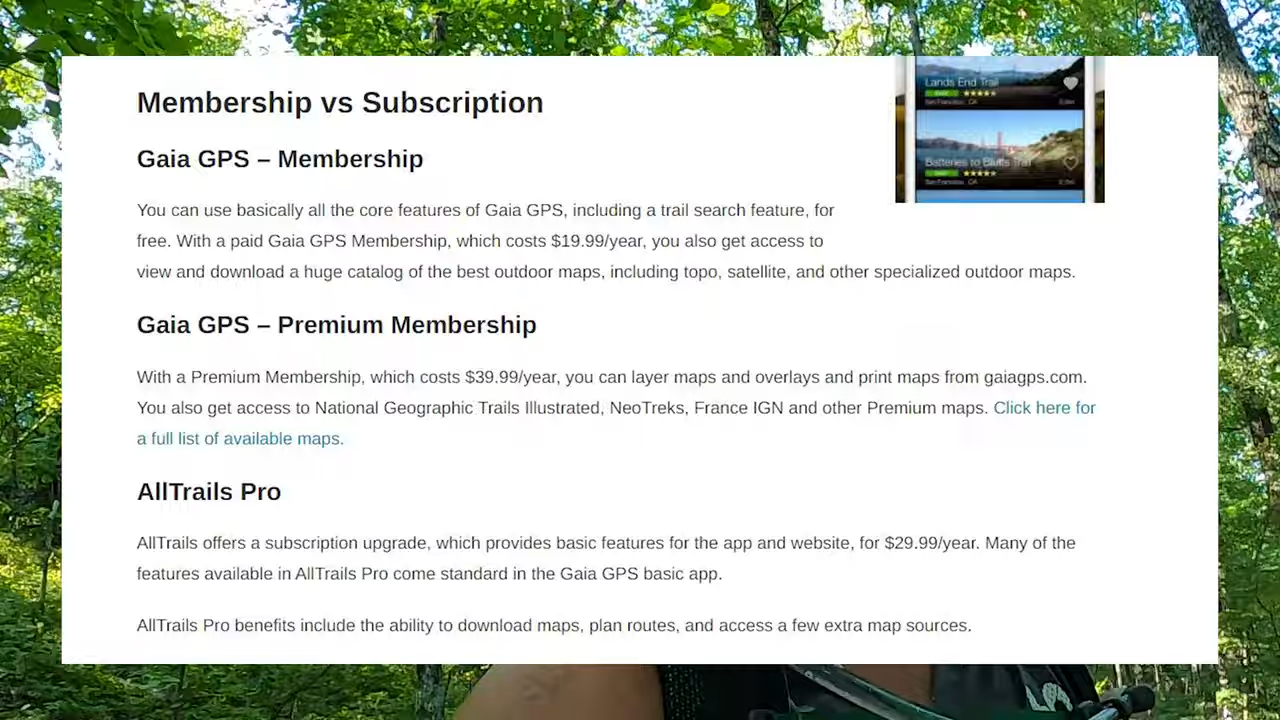 Membership vs Subscription
Lands End Trail
Gaia GPS – Membership
Batteries to Bluffs Trail
You can use basically all the core features of Gaia GPS, including a trail search feature, for
free. With a paid Gaia GPS Membership, which costs $19.99/year, you also get access to
view and download a huge catalog of the best outdoor maps, including topo, satellite, and other specialized outdoor maps.
Gaia GPS – Premium Membership
With a Premium Membership, which costs $39.99/year, you can layer maps and overlays and print maps from gaiagps.com.
You also get access to National Geographic Trails Illustrated, NeoTreks, France IGN and other Premium maps. Click here for
a full list of available maps.
AllTrails Pro
AllTrails offers a subscription upgrade, which provides basic features for the app and website, for $29.99/year. Many of the
features available in AllTrails Pro come standard in the Gaia GPS basic app.
AllTrails Pro benefits include the ability to download maps, plan routes, and access a few extra map sources.